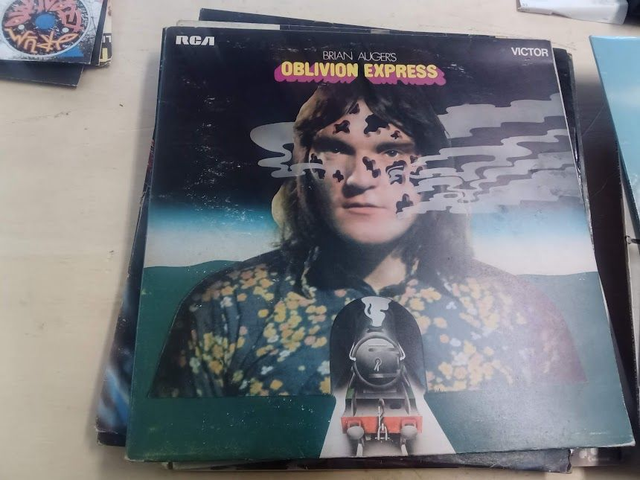 RCA
VICTOR
BRIAN AUGER'S
OBLIVION EXPRESS